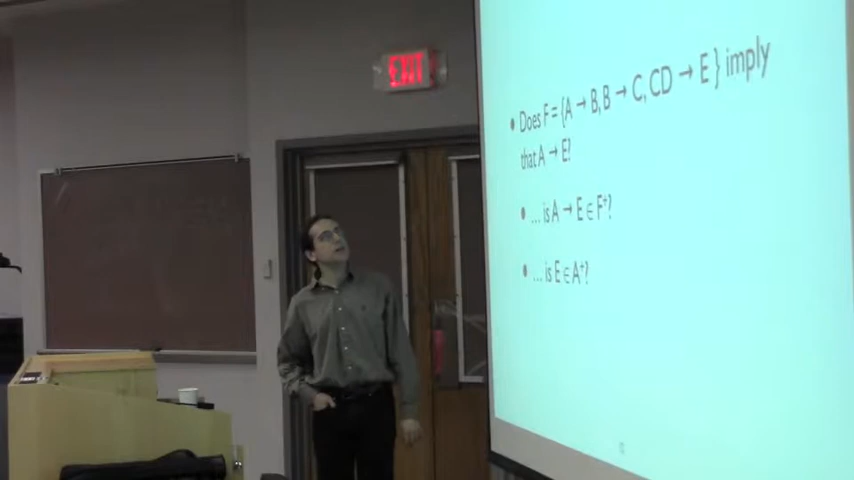 EXIT
• Does F = {A → B, B → C, CD → E } imply
that A → E?
• ... is A → E ∈ F⁺?
• ... is E ∈ A⁺?